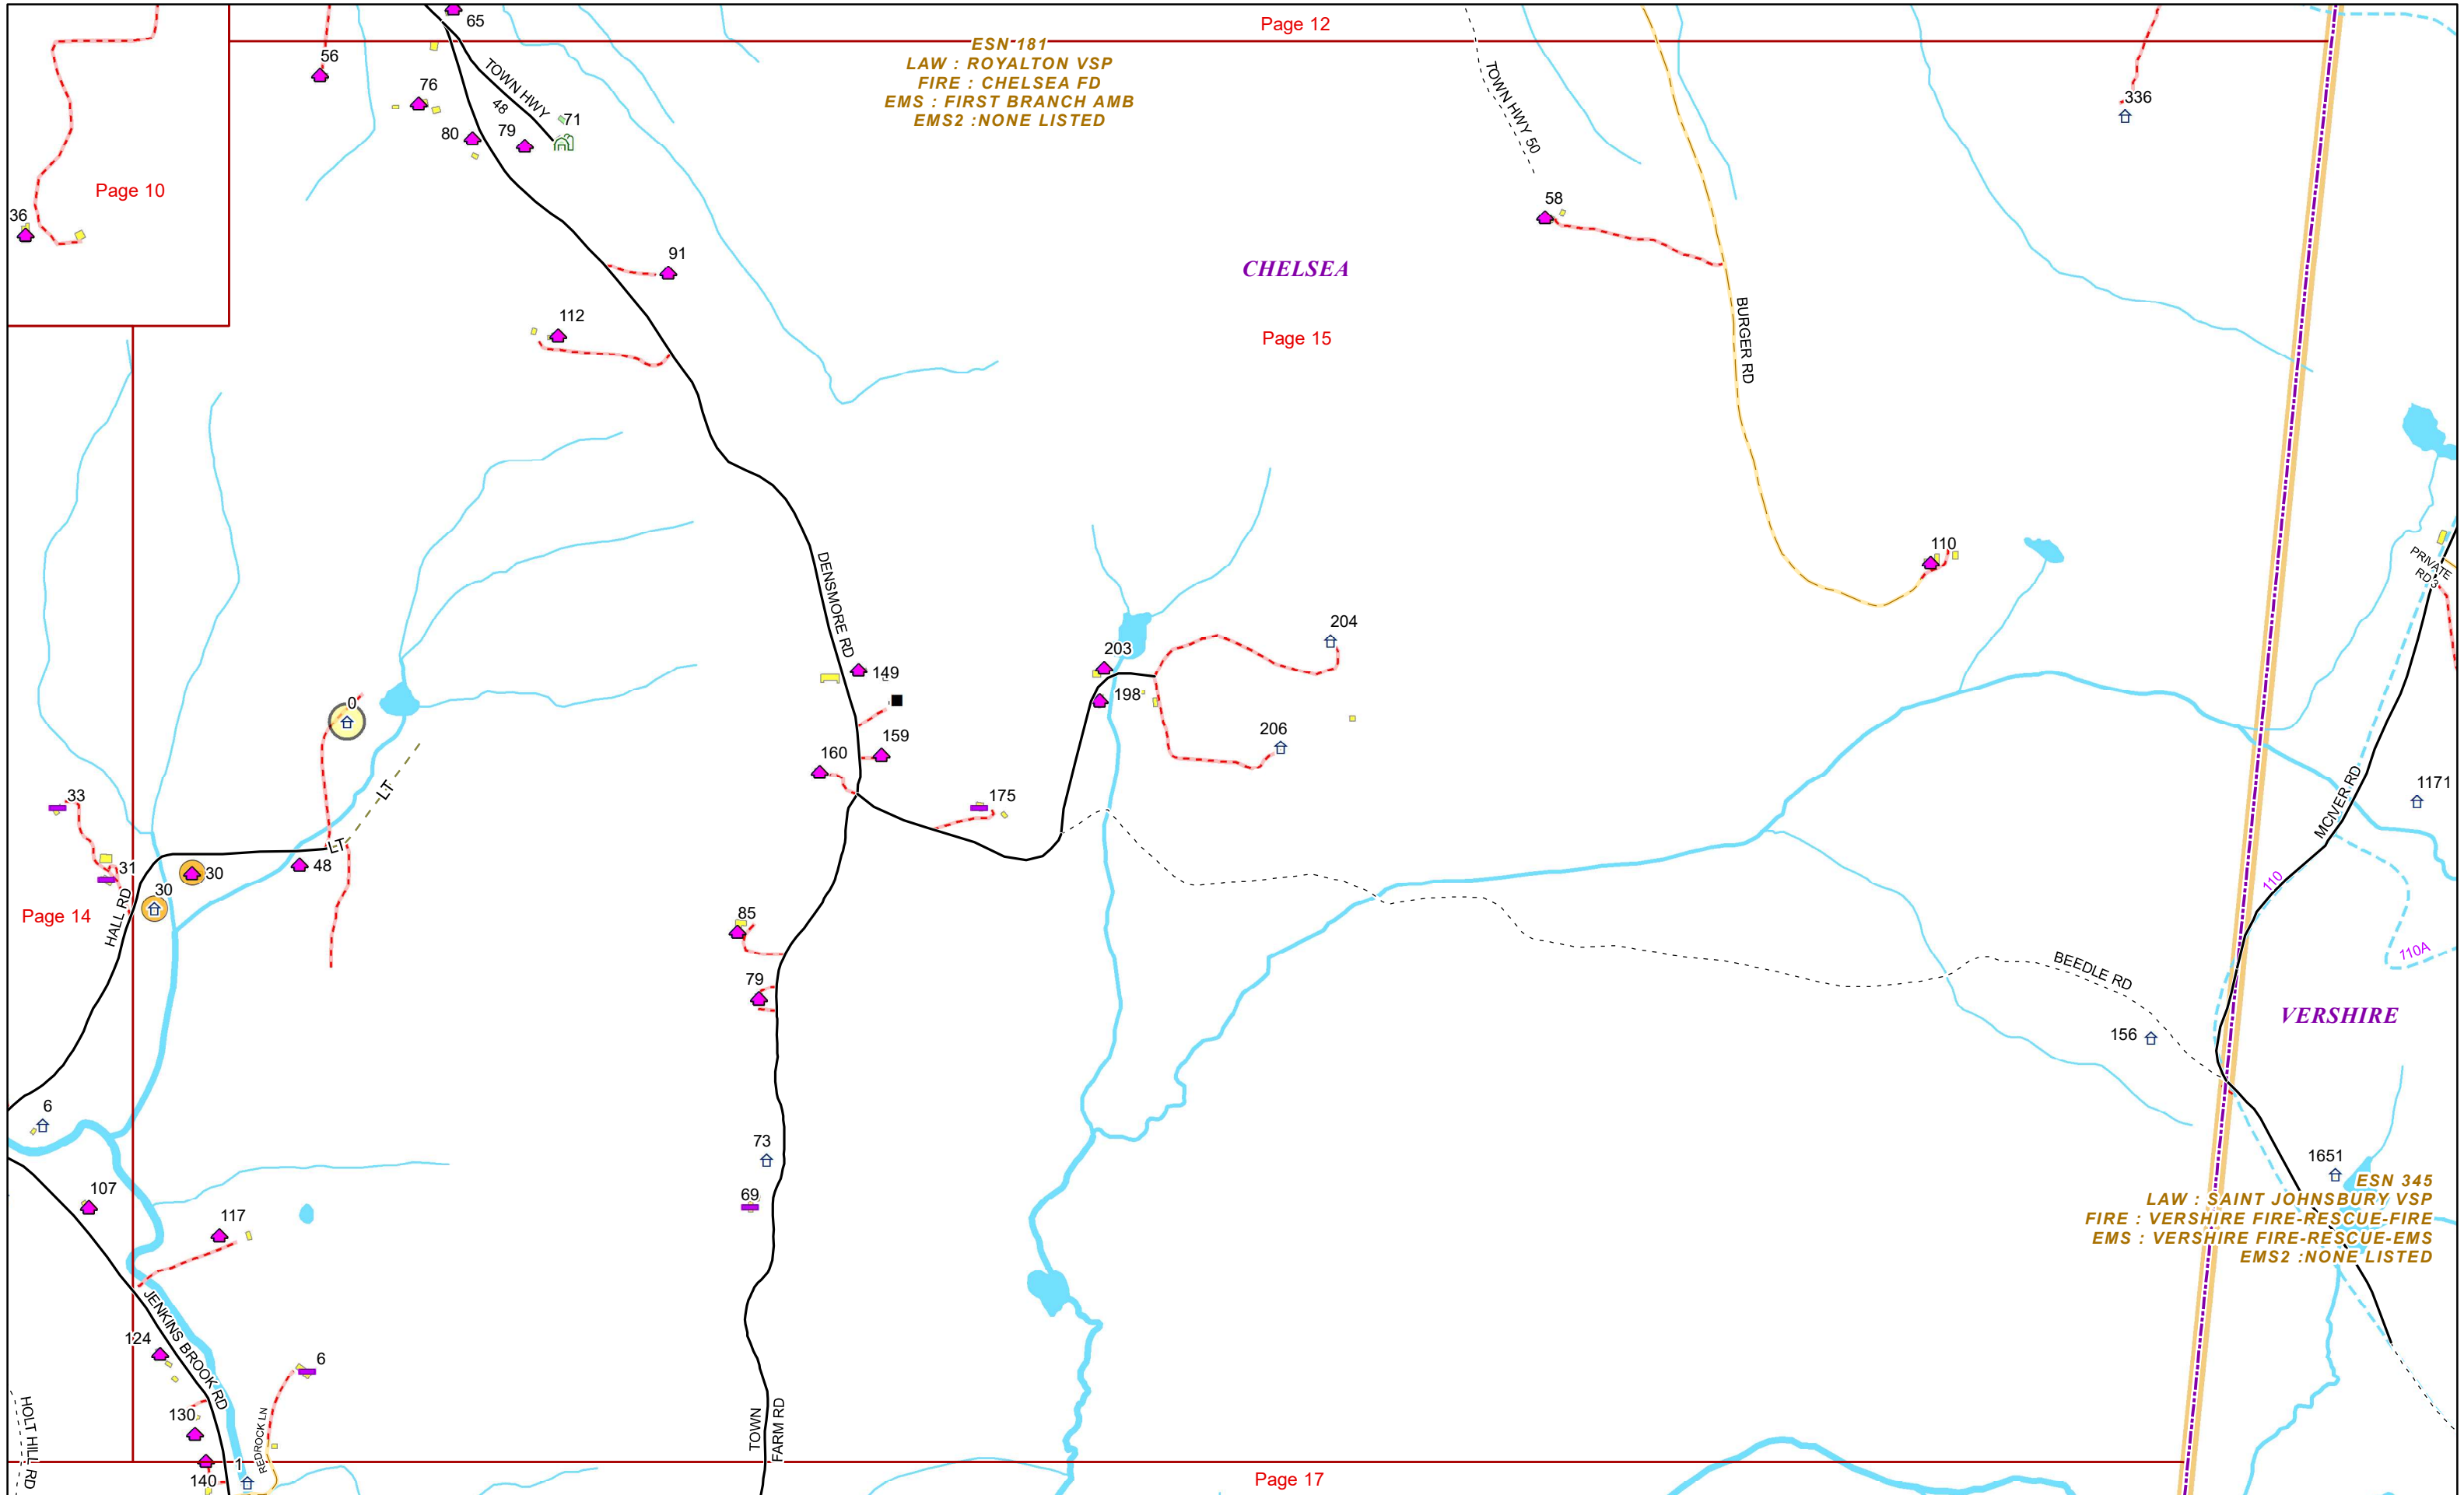 65
Page 12
56
ESN 181
LAW : ROYALTON VSP
FIRE : CHELSEA FD
EMS : FIRST BRANCH AMB
EMS2 :NONE LISTED
TOWN HWY
48
76
71
80
79
TOWN HWY 50
336
Page 10
36
58
91
CHELSEA
112
Page 15
BURGER RD
110
PRIVATE
RD 3
DENSMORE RD
204
203
149
198
0
206
159
160
LT
33
175
1171
MCIVER RD
LT
31
30
48
30
110
Page 14
HALL RD
85
110A
BEEDLE RD
79
VERSHIRE
156
6
73
1651
ESN 345
LAW : SAINT JOHNSBURY VSP
FIRE : VERSHIRE FIRE-RESCUE-FIRE
EMS : VERSHIRE FIRE-RESCUE-EMS
EMS2 :NONE LISTED
107
69
117
JENKINS BROOK RD
124
6
HOLT HILL RD
130
REDROCK LN
TOWN
FARM RD
1
140
Page 17